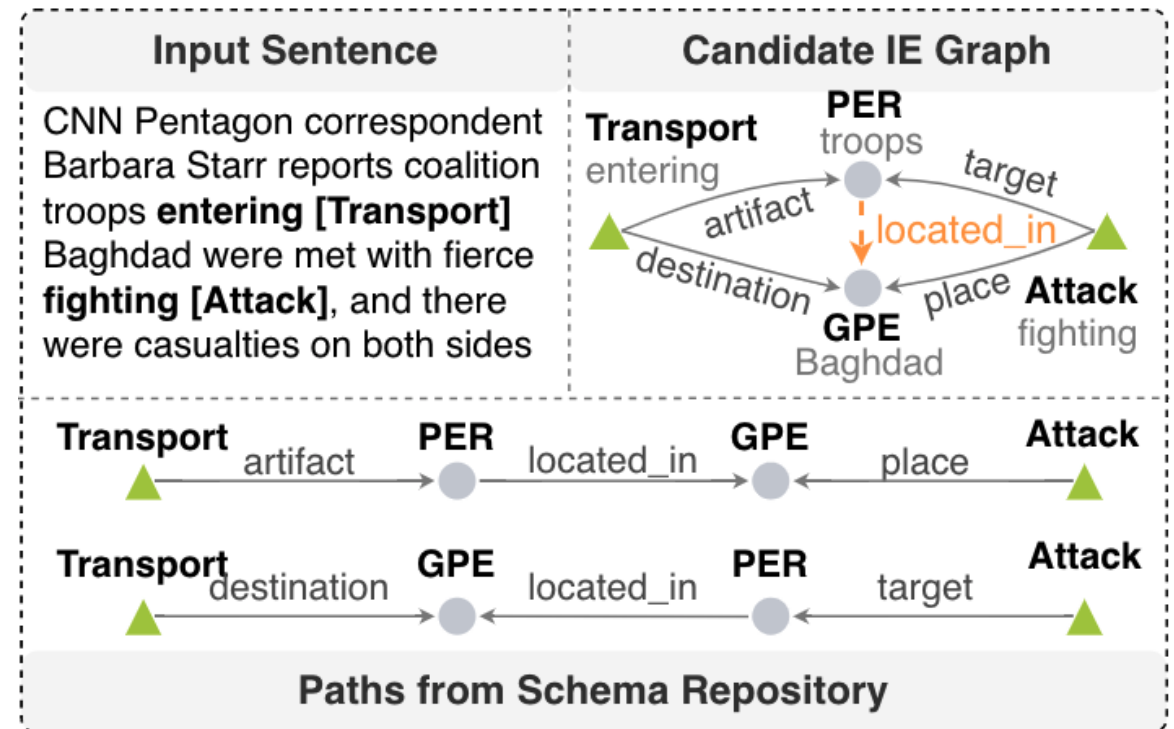 Input Sentence
CNN Pentagon correspondent
Barbara Starr reports coalition
troops entering [Transport]
Baghdad were met with fierce
fighting [Attack], and there
were casualties on both sides
Candidate IE Graph
PER
troops
Transport
entering
target
artifact
located_in
destination
place
Attack
fighting
GPE
Baghdad
Transport artifact PER located_in GPE place Attack
Transport destination GPE located_in PER target Attack
Paths from Schema Repository